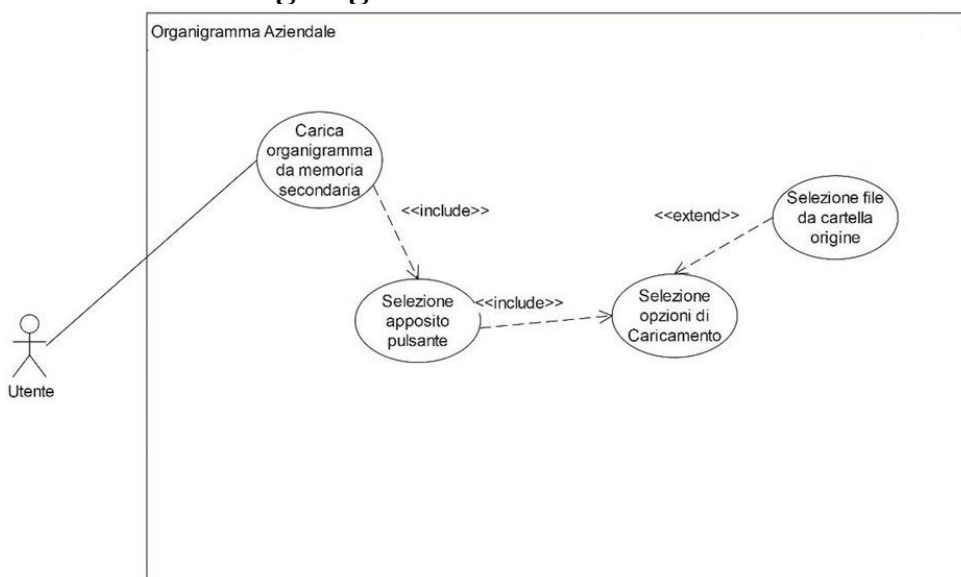 Organigramma Aziendale
Carica
organigramma
da memoria
secondaria
<<include>>
Selezione file
da cartella
origine
<<extend>>
Selezione
apposito
pulsante
<<include>>
Selezione
opzioni di
Caricamento
Utente